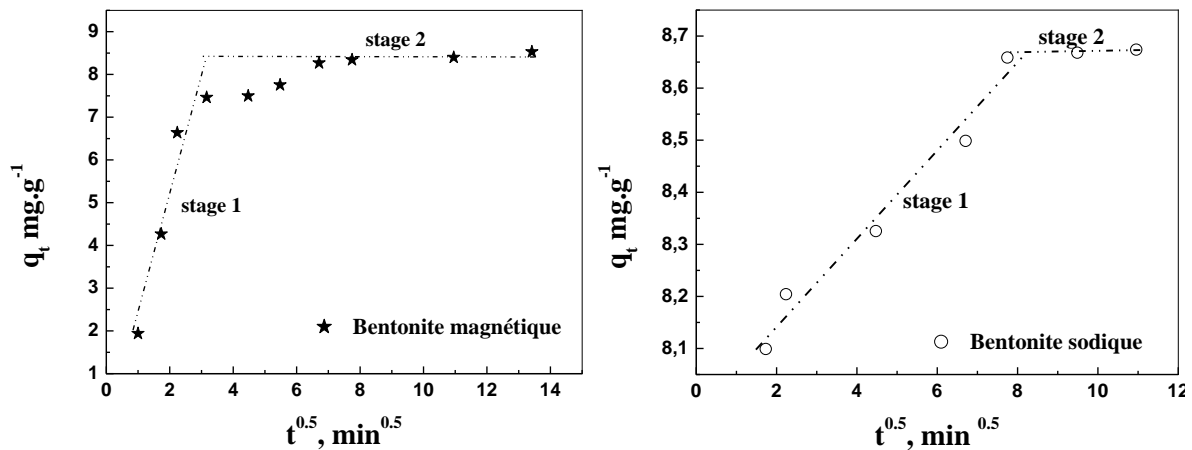 9
8
7
6
5
4
3
2
1
0 2 4 6 8 10 12 14
q_t mg.g^-1
t^0.5, min^0.5
stage 2
stage 1
Bentonite magnétique
8,7
8,6
8,5
8,4
8,3
8,2
8,1
0 2 4 6 8 10 12
q_t mg.g^-1
t^0.5, min^0.5
stage 2
stage 1
Bentonite sodique